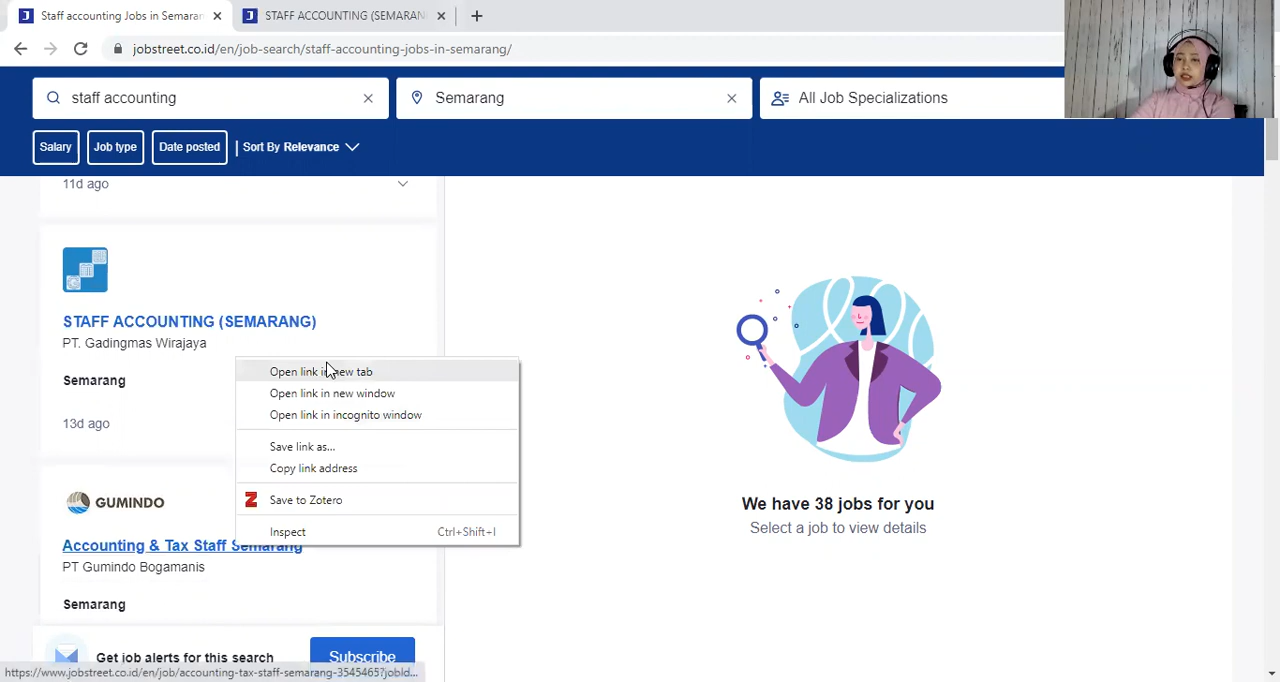 Staff accounting Jobs in Semaran
STAFF ACCOUNTING (SEMARANG
jobstreet.co.id/en/job-search/staff-accounting-jobs-in-semarang/
staff accounting
Semarang
All Job Specializations
Salary
Job type
Date posted
Sort By Relevance
11d ago
STAFF ACCOUNTING (SEMARANG)
PT. Gadingmas Wirajaya
Semarang
13d ago
Open link in new tab
Open link in new window
Open link in incognito window
Save link as...
Copy link address
Z Save to Zotero
Inspect Ctrl+Shift+I
GUMINDO
Accounting & Tax Staff Semarang
PT Gumindo Bogamanis
Semarang
We have 38 jobs for you
Select a job to view details
Get job alerts for this search
Subscribe
https://www.jobstreet.co.id/en/job/accounting-tax-staff-semarang-3545465?jobId...